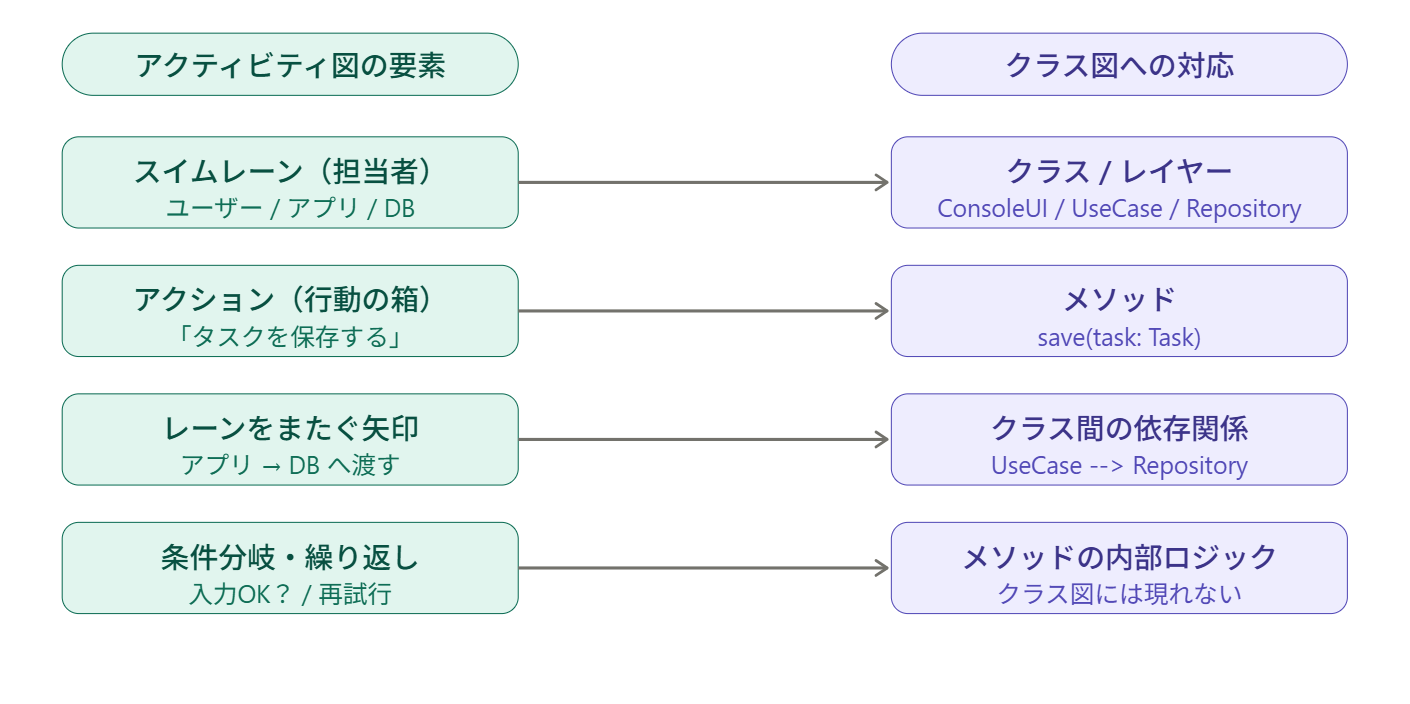 アクティビティ図の要素
クラス図への対応
スイムレーン（担当者）
ユーザー / アプリ / DB
クラス / レイヤー
ConsoleUI / UseCase / Repository
アクション（行動の箱）
「タスクを保存する」
メソッド
save(task: Task)
レーンをまたぐ矢印
アプリ → DB へ渡す
クラス間の依存関係
UseCase --> Repository
条件分岐・繰り返し
入力OK？ / 再試行
メソッドの内部ロジック
クラス図には現れない